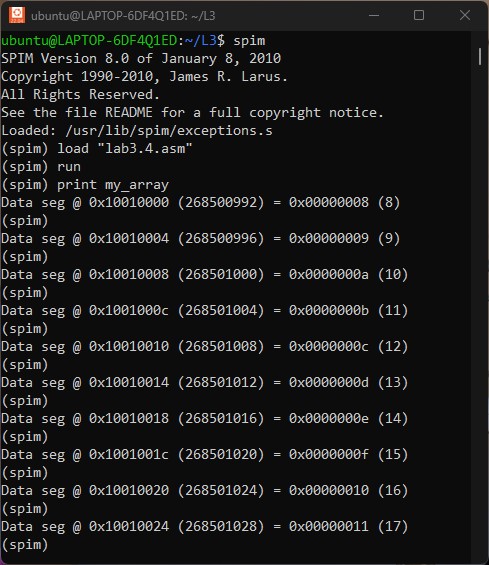 ubuntu@LAPTOP-6DF4Q1ED: ~/L3
ubuntu@LAPTOP-6DF4Q1ED:~/L3$ spim
SPIM Version 8.0 of January 8, 2010
Copyright 1990-2010, James R. Larus.
All Rights Reserved.
See the file README for a full copyright notice.
Loaded: /usr/lib/spim/exceptions.s
(spim) load "lab3.4.asm"
(spim) run
(spim) print my_array
Data seg @ 0x10010000 (268500992) = 0x00000008 (8)
(spim)
Data seg @ 0x10010004 (268500996) = 0x00000009 (9)
(spim)
Data seg @ 0x10010008 (268501000) = 0x0000000a (10)
(spim)
Data seg @ 0x1001000c (268501004) = 0x0000000b (11)
(spim)
Data seg @ 0x10010010 (268501008) = 0x0000000c (12)
(spim)
Data seg @ 0x10010014 (268501012) = 0x0000000d (13)
(spim)
Data seg @ 0x10010018 (268501016) = 0x0000000e (14)
(spim)
Data seg @ 0x1001001c (268501020) = 0x0000000f (15)
(spim)
Data seg @ 0x10010020 (268501024) = 0x00000010 (16)
(spim)
Data seg @ 0x10010024 (268501028) = 0x00000011 (17)
(spim)